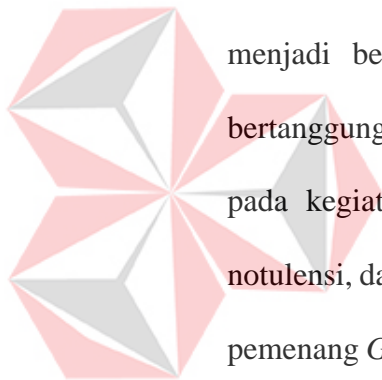 menjadi be
bertanggung
pada kegiat
notulensi, da
pemenang G